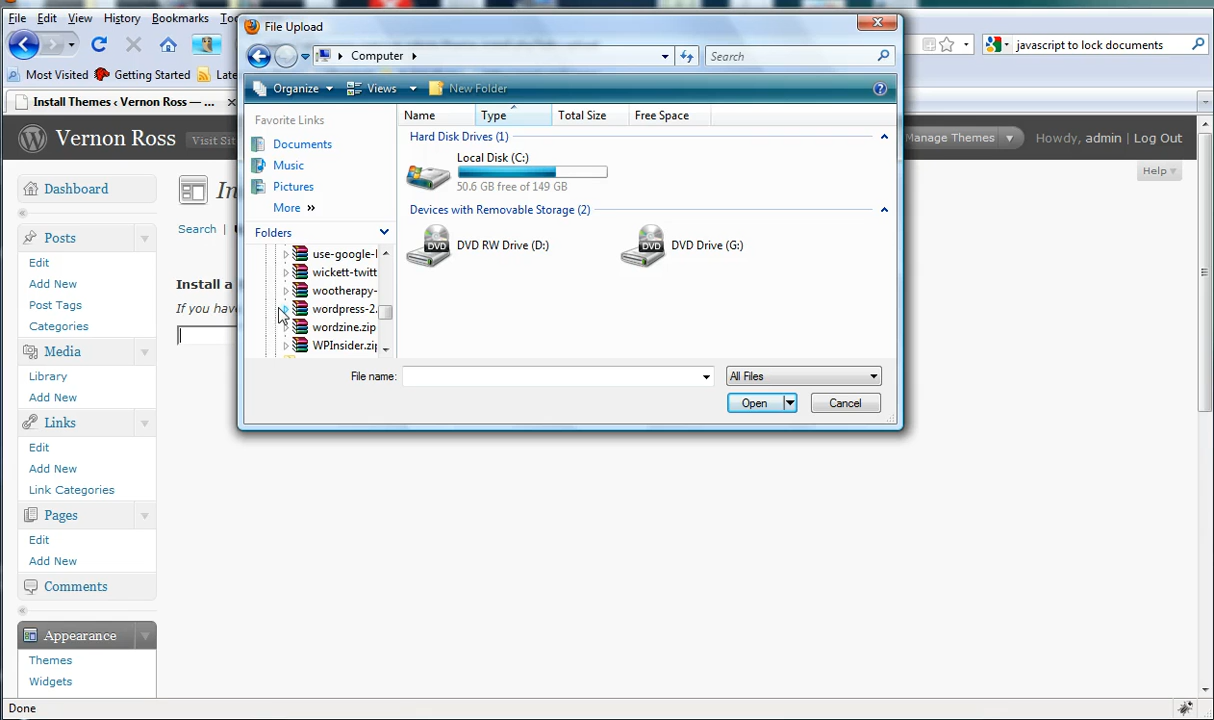 File Edit View History Bookmarks
File Upload
Computer
Search
javascript to lock documents
Most Visited Getting Started
Organize Views New Folder
Install Themes ‹ Vernon Ross — ...
Favorite Links
Name Type Total Size Free Space
Vernon Ross
Manage Themes
Howdy, admin | Log Out
Documents
Music
Pictures
More »
Folders
Hard Disk Drives (1)
Local Disk (C:)
50.6 GB free of 149 GB
Devices with Removable Storage (2)
DVD RW Drive (D:)
DVD Drive (G:)
DVD
DVD
wickett-twitt
wootherapy-
wordpress-2.
wordzine.zip
WPInsider.zip
File name:
All Files
Open
Cancel
Help
Dashboard
Search
Posts
Edit
Add New
Post Tags
Categories
Install a
If you have
Media
Library
Add New
Links
Edit
Add New
Link Categories
Pages
Edit
Add New
Comments
Appearance
Themes
Widgets
Done